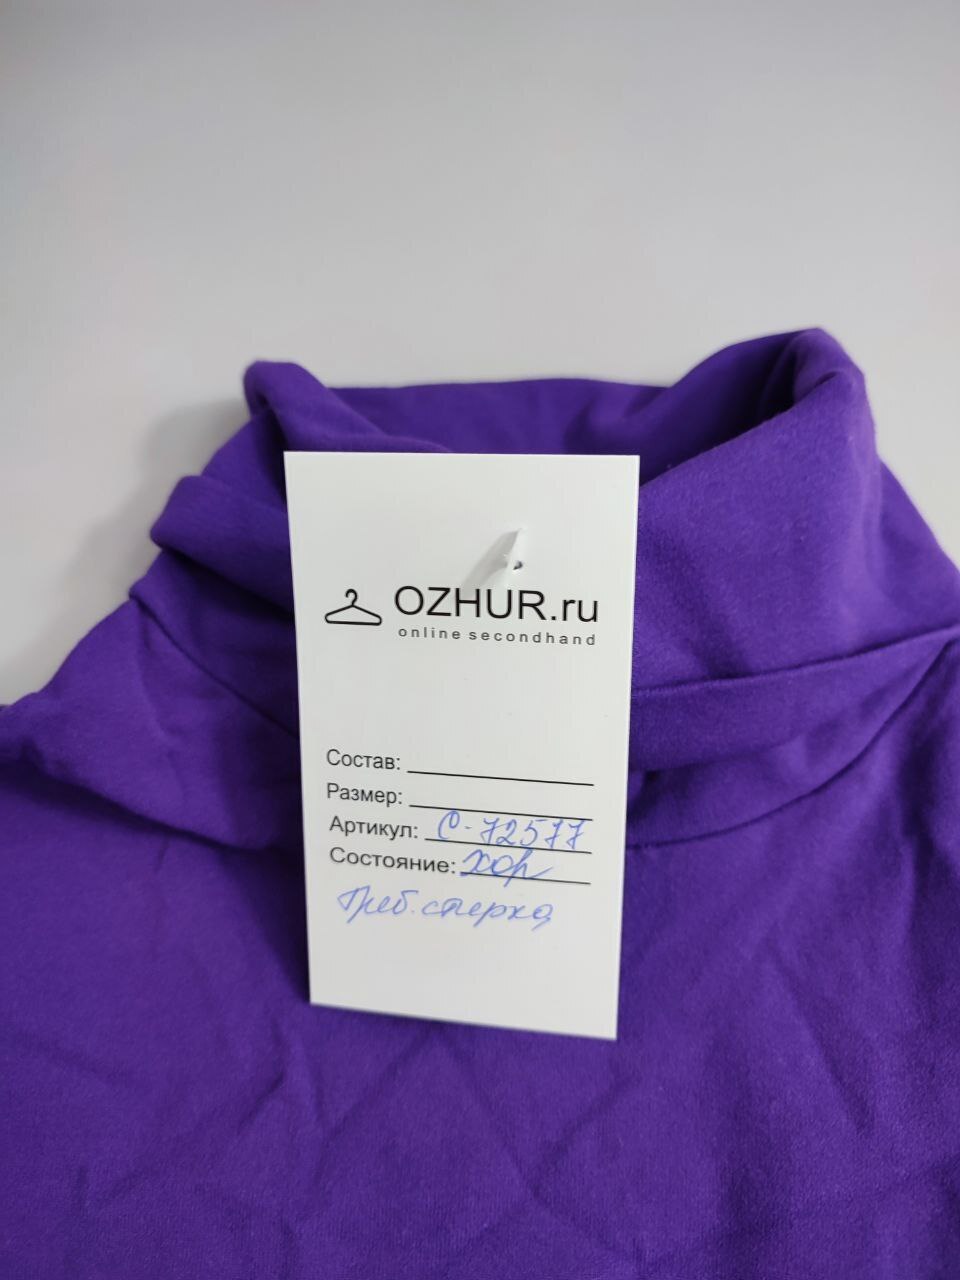 OZHUR.ru
online secondhand
Состав:
Размер:
Артикул: С-72577
Состояние: хор
Треб. стирка